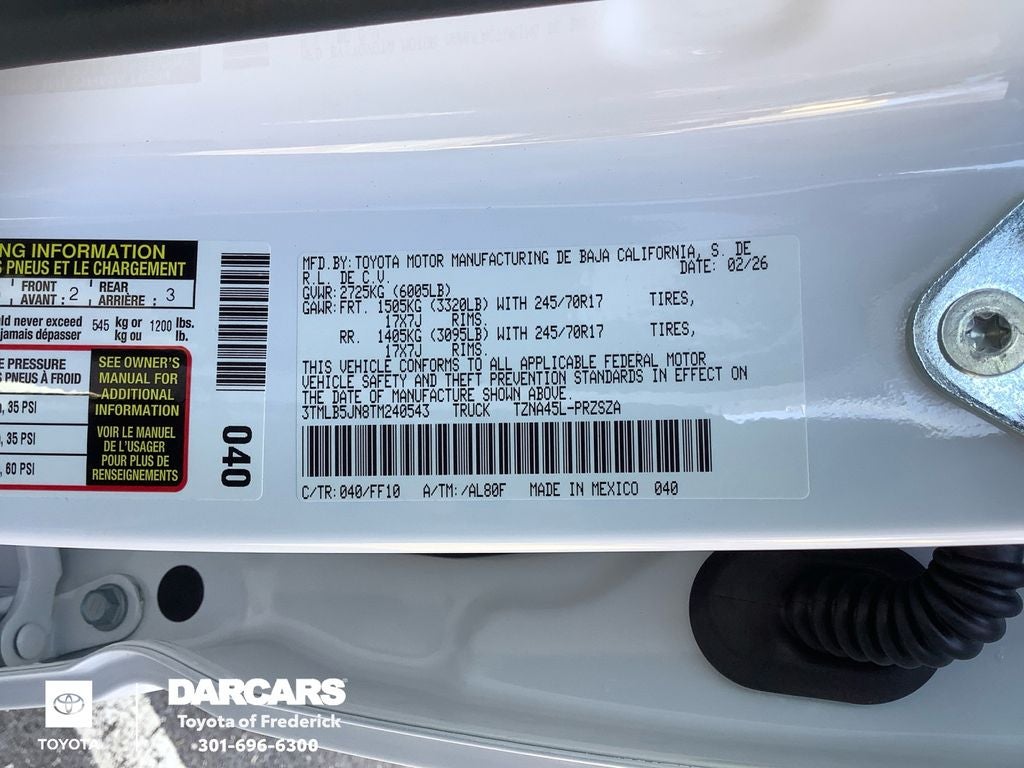 NG INFORMATION
S PNEUS ET LE CHARGEMENT
FRONT
AVANT : 2
REAR
ARRIÈRE : 3
uld never exceed 545 kg or 1200 lbs.
jamais dépasser kg ou lb.
E PRESSURE
S PNEUS À FROID
, 35 PSI
, 35 PSI
, 60 PSI
SEE OWNER'S
MANUAL FOR
ADDITIONAL
INFORMATION
VOIR LE MANUEL
DE L'USAGER
POUR PLUS DE
RENSEIGNEMENTS
040
MFD.BY:TOYOTA MOTOR MANUFACTURING DE BAJA CALIFORNIA, S. DE
R.L. DE C.V. DATE: 02/26
GVWR:2725KG (6005LB)
GAWR:FRT. 1505KG (3320LB) WITH 245/70R17 TIRES,
17X7J RIMS.
RR. 1405KG (3095LB) WITH 245/70R17 TIRES,
17X7J RIMS.
THIS VEHICLE CONFORMS TO ALL APPLICABLE FEDERAL MOTOR
VEHICLE SAFETY AND THEFT PREVENTION STANDARDS IN EFFECT ON
THE DATE OF MANUFACTURE SHOWN ABOVE.
3TMLB5JN8TM240543 TRUCK TZNA45L-PRZSZA
C/TR:040/FF10 A/TM:/AL80F MADE IN MEXICO 040
TOYOTA
DARCARS
Toyota of Frederick
301-696-6300